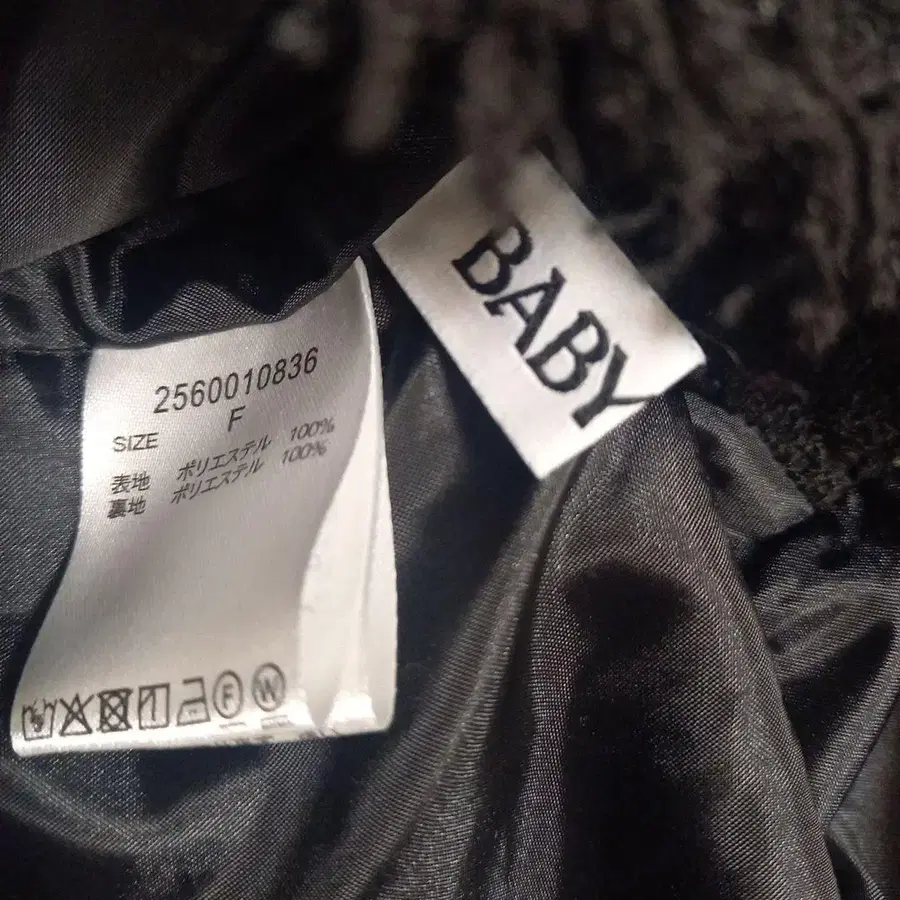 BABY
2560010836
SIZE F
表地 ポリエステル 100%
裏地 ポリエステル 100%
F W